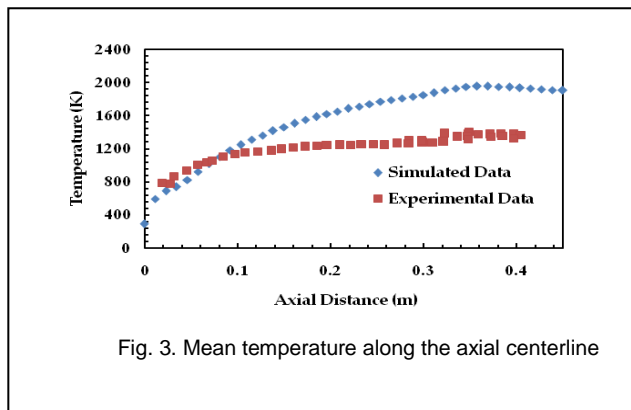 2400
2000
1600
1200
800
400
0
Temperature (K)
Simulated Data
Experimental Data
0 0.1 0.2 0.3 0.4
Axial Distance (m)
Fig. 3. Mean temperature along the axial centerline